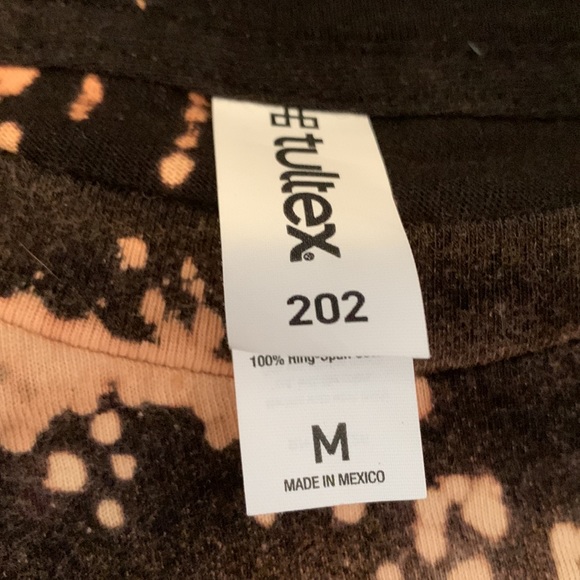 tultex®
202
100% Ring-Spun
M
MADE IN MEXICO